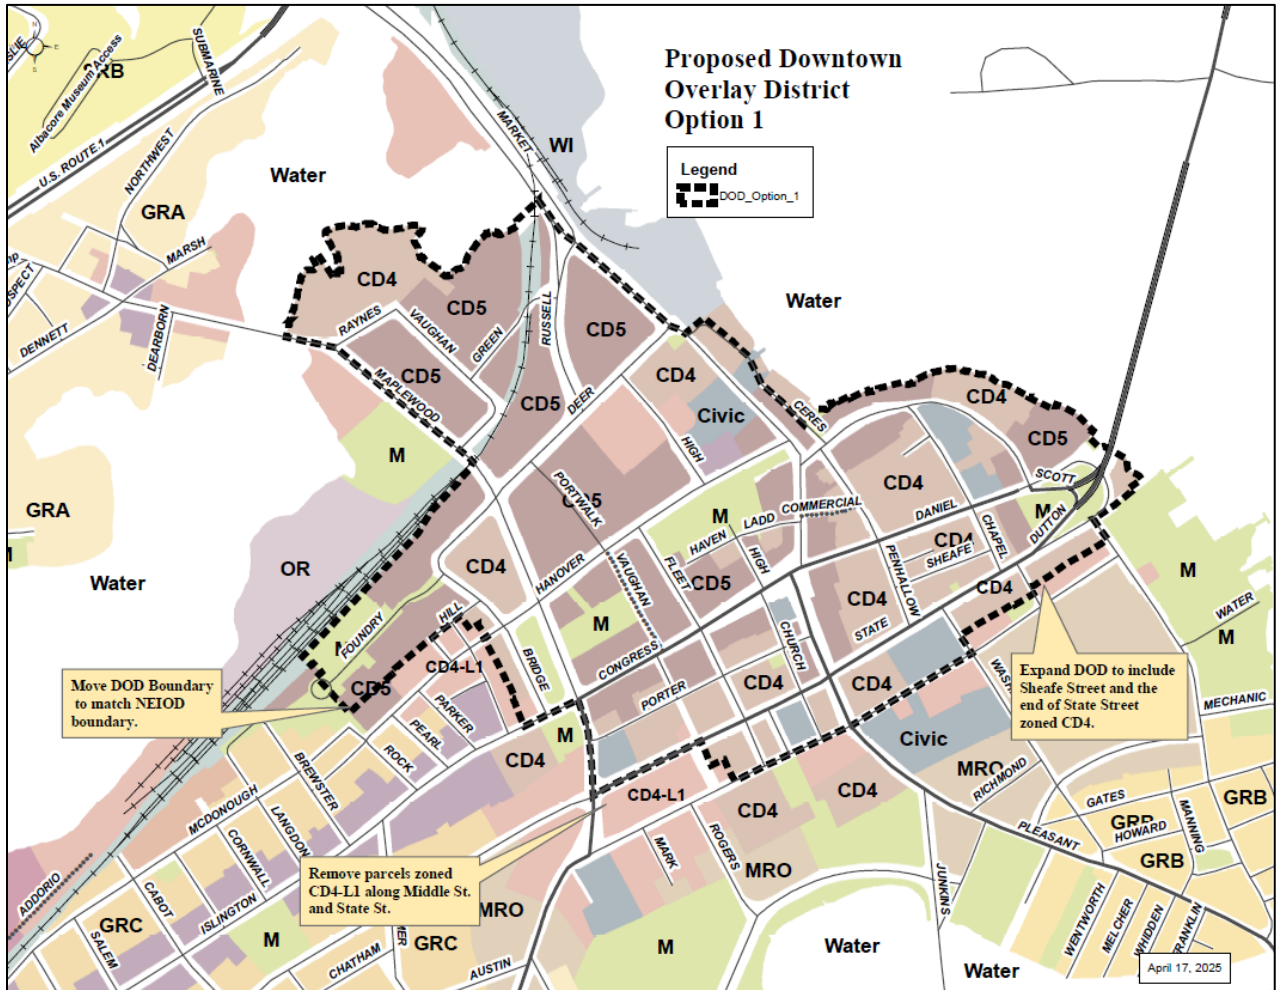 Proposed Downtown
Overlay District
Option 1
Legend
DOD_Option_1
N
E
S
Albacore Museum Access
SUBMARINE
U.S. ROUTE 1
NORTHWEST
GRA
MARSH
Water
MARKET
WI
Water
DENNETT
DEARBORN
CD4
RAYNES
VAUGHAN
CD5
GREEN
RUSSELL
CD5
CD5
MAPLEWOOD
CD5
DEER
CD4
Civic
HIGH
CERES
CD4
CD5
SCOTT
M
GRA
Water
OR
PORTWALK
CD4
HANOVER
VAUGHAN
M
FLEET
HAVEN
LADD
COMMERCIAL
HIGH
CD5
CD4
DANIEL
CHAPEL
SHEAFE
M
DUTTON
CD4
PENHALLOW
CD4
STATE
M
WATER
M
FOUNDRY
HILL
CD4-L1
CD5
BRIDGE
M
CONGRESS
PORTER
CHURCH
CD4
CD4
Move DOD Boundary
to match NEIOD
boundary.
Expand DOD to include
Sheafe Street and the
end of State Street
zoned CD4.
PARKER
PEARL
ROCK
BREWSTER
CD4
M
Civic
MECHANIC
MRO
RICHMOND
MCDONOUGH
LANGDON
CORNWALL
CABOT
ISLINGTON
CD4-L1
CD4
CD4
GATES
HOWARD
MANNING
GRB
PLEASANT
GRB
Remove parcels zoned
CD4-L1 along Middle St.
and State St.
MARK
ROGERS
MRO
JUNKINS
ADDORIO
GRC
SALEM
M
CHATHAM
MRO
GRC
AUSTIN
M
Water
Water
WENTWORTH
MELCHER
WHIDDEN
FRANKLIN
April 17, 2025